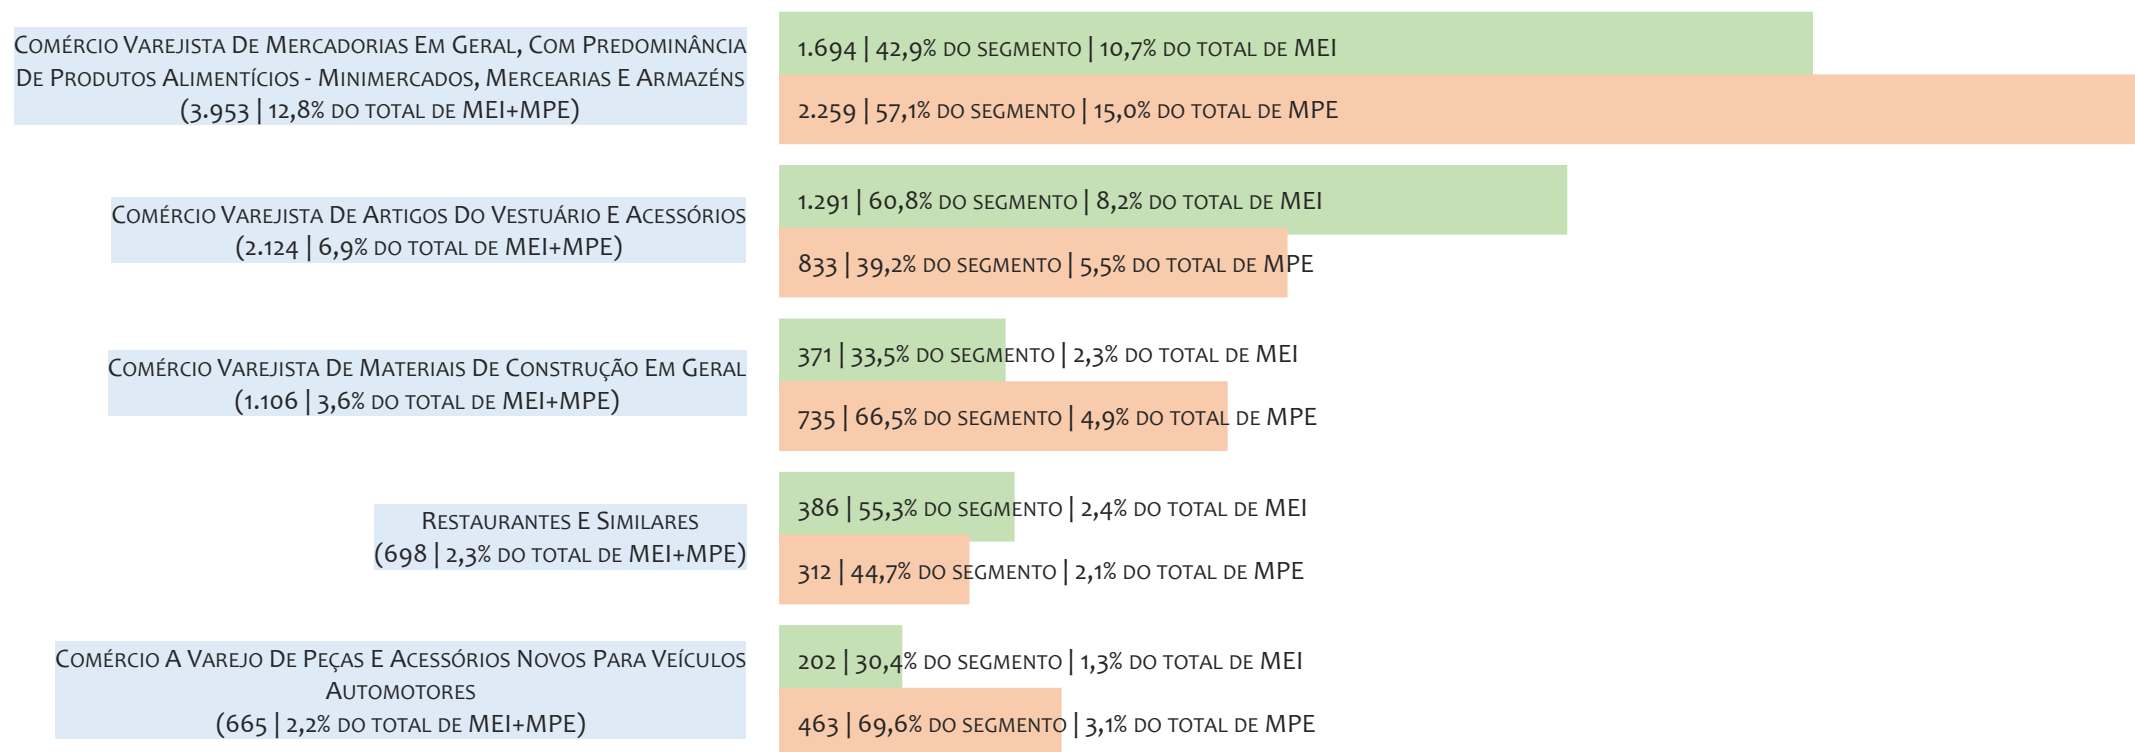 Comércio Varejista De Mercadorias Em Geral, Com Predominância
De Produtos Alimentícios - Minimercados, Mercearias E Armazéns
(3.953 | 12,8% do total de MEI+MPE)
1.694 | 42,9% do segmento | 10,7% do total de MEI
2.259 | 57,1% do segmento | 15,0% do total de MPE
Comércio Varejista De Artigos Do Vestuário E Acessórios
(2.124 | 6,9% do total de MEI+MPE)
1.291 | 60,8% do segmento | 8,2% do total de MEI
833 | 39,2% do segmento | 5,5% do total de MPE
Comércio Varejista De Materiais De Construção Em Geral
(1.106 | 3,6% do total de MEI+MPE)
371 | 33,5% do segmento | 2,3% do total de MEI
735 | 66,5% do segmento | 4,9% do total de MPE
Restaurantes E Similares
(698 | 2,3% do total de MEI+MPE)
386 | 55,3% do segmento | 2,4% do total de MEI
312 | 44,7% do segmento | 2,1% do total de MPE
Comércio A Varejo De Peças E Acessórios Novos Para Veículos
Automotores
(665 | 2,2% do total de MEI+MPE)
202 | 30,4% do segmento | 1,3% do total de MEI
463 | 69,6% do segmento | 3,1% do total de MPE